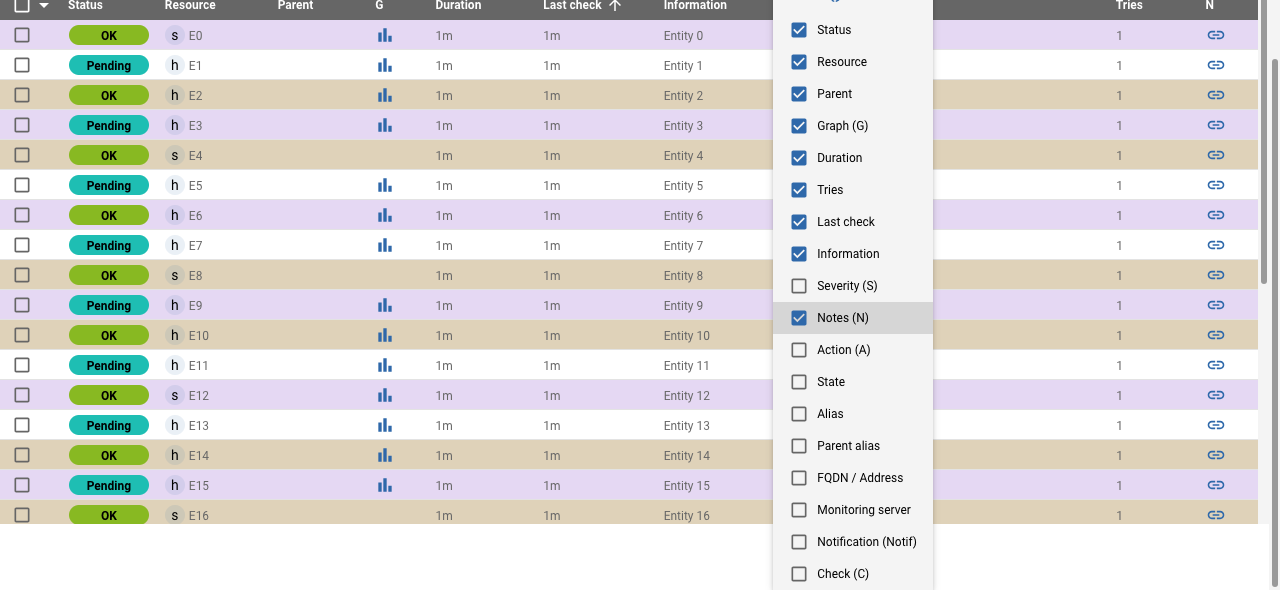 Status Resource Parent G Duration Last check Information Tries N
OK s E0 1m 1m Entity 0 1
Pending h E1 1m 1m Entity 1 1
OK h E2 1m 1m Entity 2 1
Pending h E3 1m 1m Entity 3 1
OK s E4 1m 1m Entity 4 1
Pending h E5 1m 1m Entity 5 1
OK h E6 1m 1m Entity 6 1
Pending h E7 1m 1m Entity 7 1
OK s E8 1m 1m Entity 8 1
Pending h E9 1m 1m Entity 9 1
OK h E10 1m 1m Entity 10 1
Pending h E11 1m 1m Entity 11 1
OK s E12 1m 1m Entity 12 1
Pending h E13 1m 1m Entity 13 1
OK h E14 1m 1m Entity 14 1
Pending h E15 1m 1m Entity 15 1
OK s E16 1m 1m Entity 16 1
Status
Resource
Parent
Graph (G)
Duration
Tries
Last check
Information
Severity (S)
Notes (N)
Action (A)
State
Alias
Parent alias
FQDN / Address
Monitoring server
Notification (Notif)
Check (C)